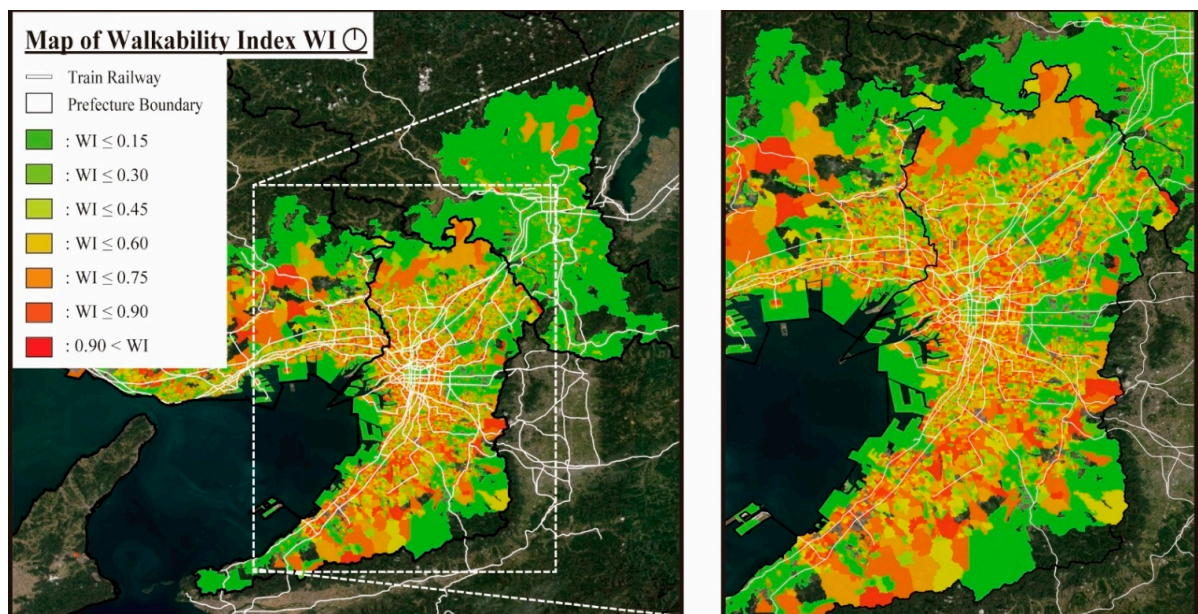 Map of Walkability Index WI
Train Railway
Prefecture Boundary
: WI ≤ 0.15
: WI ≤ 0.30
: WI ≤ 0.45
: WI ≤ 0.60
: WI ≤ 0.75
: WI ≤ 0.90
: 0.90 < WI